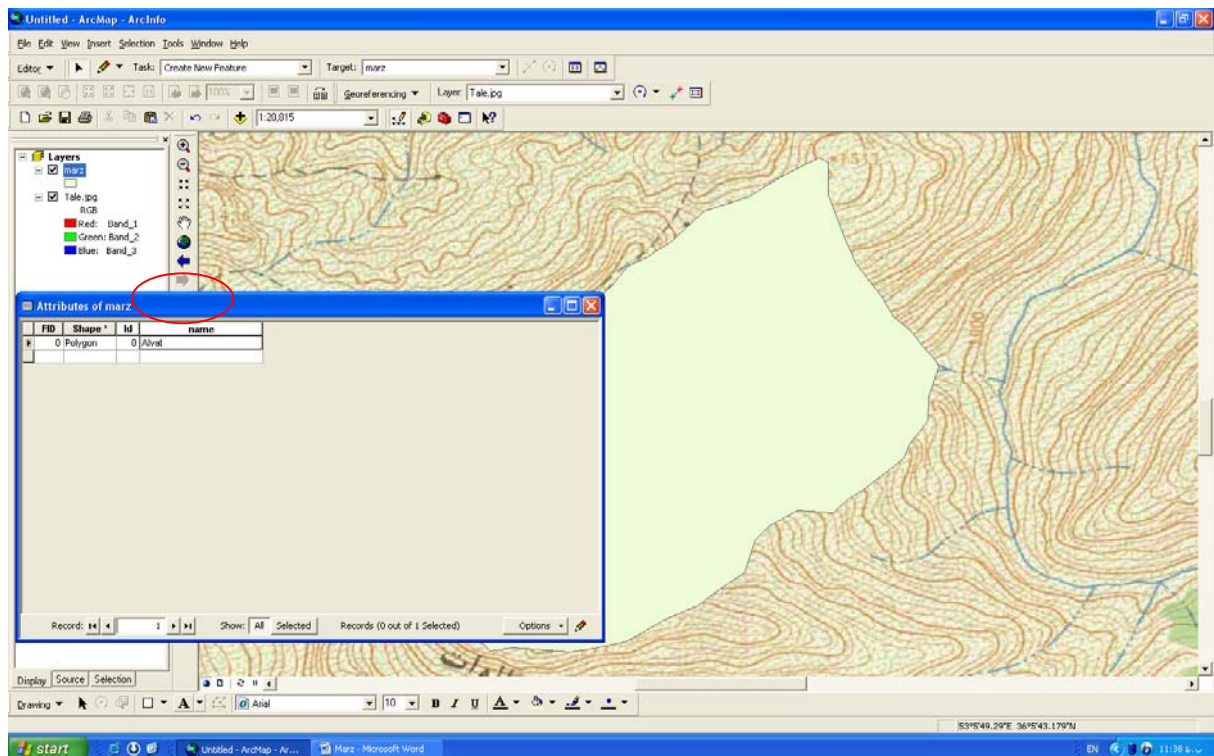 Untitled - ArcMap - ArcInfo
File Edit View Insert Selection Tools Window Help
Editor Task: Create New Feature Target: marz
100% Georeferencing Layer: Tale.jpg
1:20,815
Layers
marz
Tale.jpg
RGB
Red: Band_1
Green: Band_2
Blue: Band_3
Attributes of marz
FID Shape * Id name
0 Polygon 0 Alvat
Record: 1 Show: All Selected Records (0 out of 1 Selected) Options
Display Source Selection
Drawing A Arial 10 B I U A
53°5'49.29"E 36°5'43.179"N
start Untitled - ArcMap - Ar... Marz - Microsoft Word EN 11:38 ب.ظ